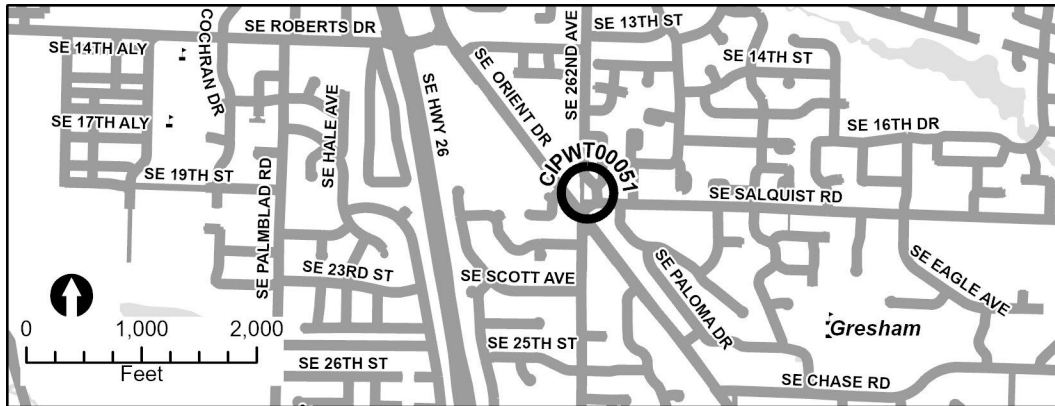 SE 13TH ST
SE ROBERTS DR
COCHRAN DR
SE 14TH ALY
SE 262ND AVE
SE 14TH ST
SE ORIENT DR
SE HWY 26
SE HALE AVE
SE 17TH ALY
SE 16TH DR
CIPWT00051
SE 19TH ST
SE PALMBLAD RD
SE SALQUIST RD
SE 23RD ST
SE SCOTT AVE
SE PALOMA DR
SE EAGLE AVE
0 1,000 2,000
Feet
Gresham
SE 25TH ST
SE 26TH ST
SE CHASE RD